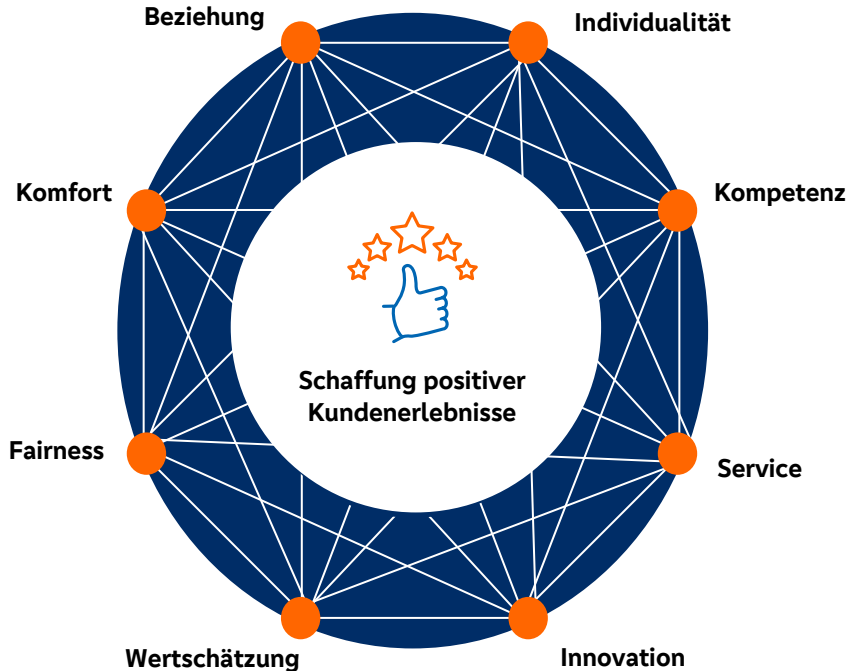 Beziehung
Individualität
Komfort
Kompetenz
Schaffung positiver
Kundenerlebnisse
Fairness
Service
Wertschätzung
Innovation